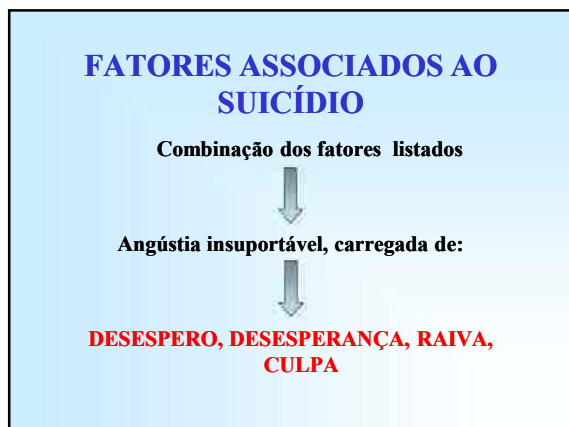 FATORES ASSOCIADOS AO
SUICÍDIO
Combinação dos fatores listados
Angústia insuportável, carregada de:
DESESPERO, DESESPERANÇA, RAIVA,
CULPA